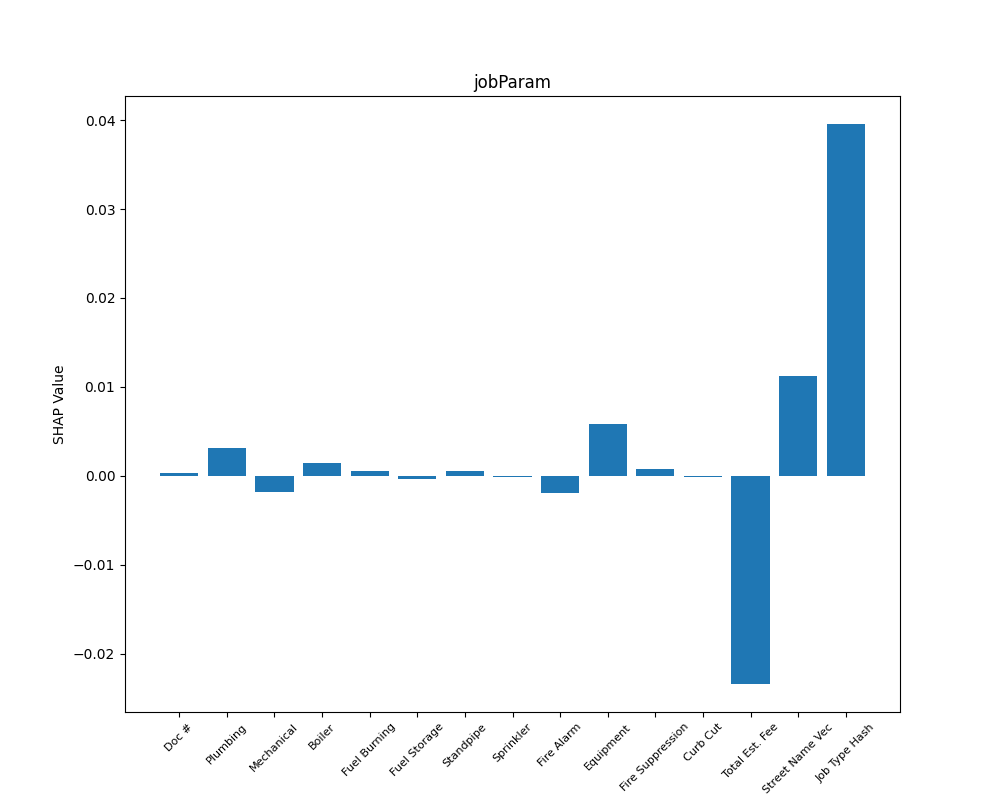 jobParam
SHAP Value
0.04
0.03
0.02
0.01
0.00
−0.01
−0.02
Doc #
Plumbing
Mechanical
Boiler
Fuel Burning
Fuel Storage
Standpipe
Sprinkler
Fire Alarm
Equipment
Fire Suppression
Curb Cut
Total Est. Fee
Street Name Vec
Job Type Hash